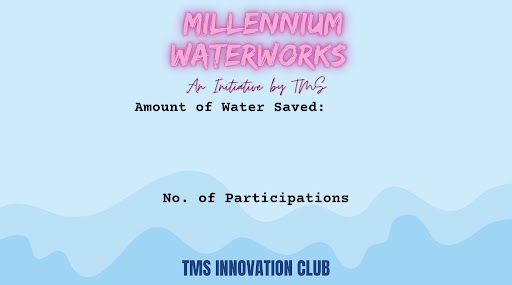 MILLENNIUM
WATERWORKS
An Initiative by TMS
Amount of Water Saved:
No. of Participations
TMS INNOVATION CLUB